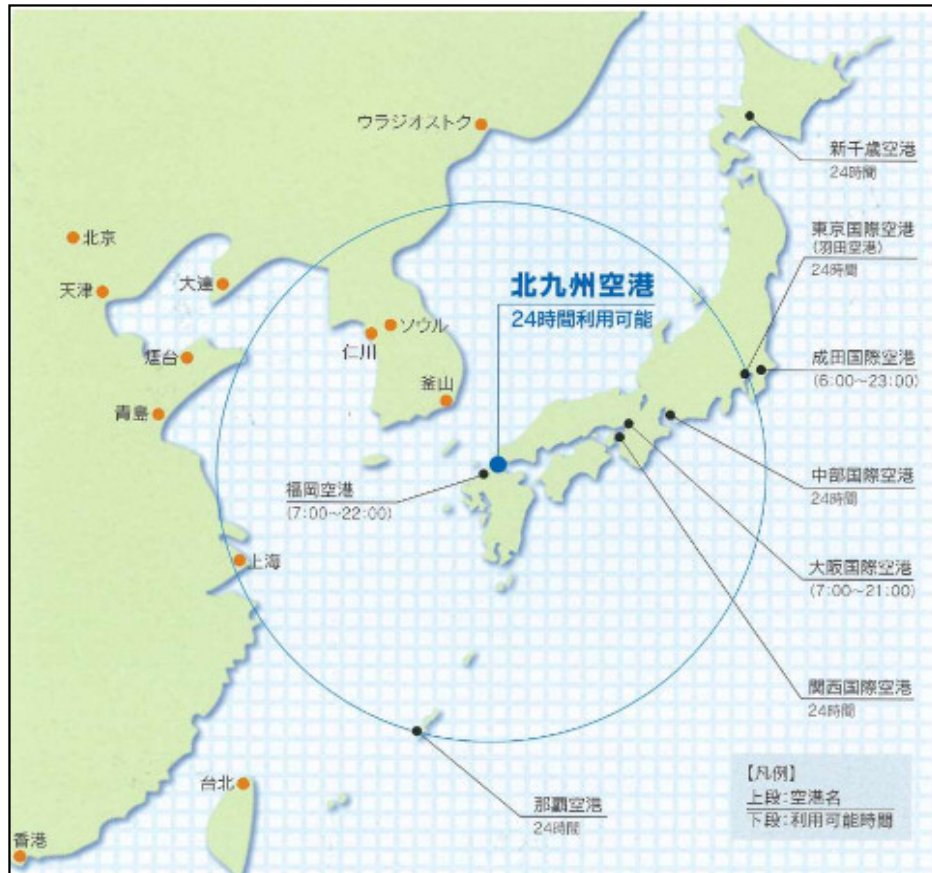 ウラジオストク
新千歳空港
24時間
北京
東京国際空港
(羽田空港)
24時間
天津
大連
北九州空港
24時間利用可能
ソウル
仁川
煙台
成田国際空港
(6:00～23:00)
釜山
青島
福岡空港
(7:00～22:00)
中部国際空港
24時間
上海
大阪国際空港
(7:00～21:00)
関西国際空港
24時間
台北
那覇空港
24時間
【凡例】
上段:空港名
下段:利用可能時間
香港